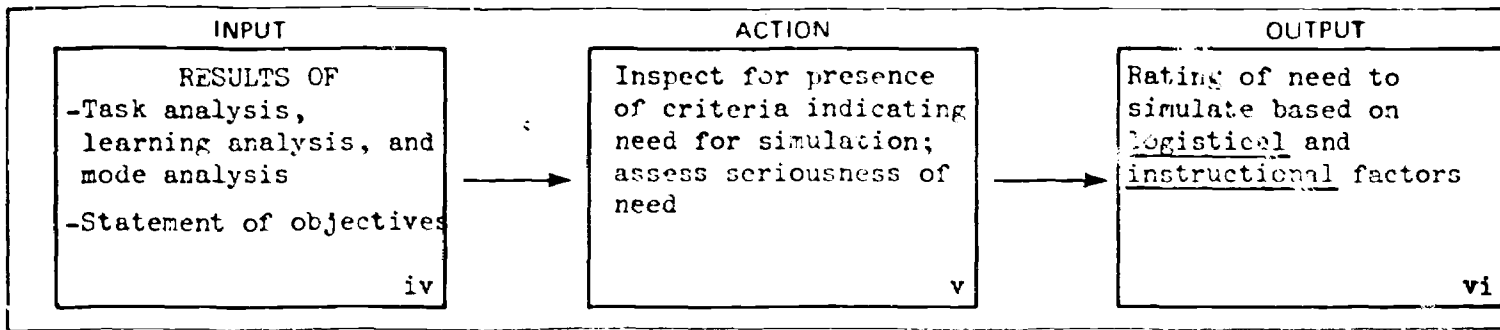 INPUT
RESULTS OF
-Task analysis,
learning analysis, and
mode analysis
-Statement of objectives
iv
ACTION
Inspect for presence
of criteria indicating
need for simulation;
assess seriousness of
need
v
OUTPUT
Rating of need to
simulate based on
logistical and
instructional factors
vi